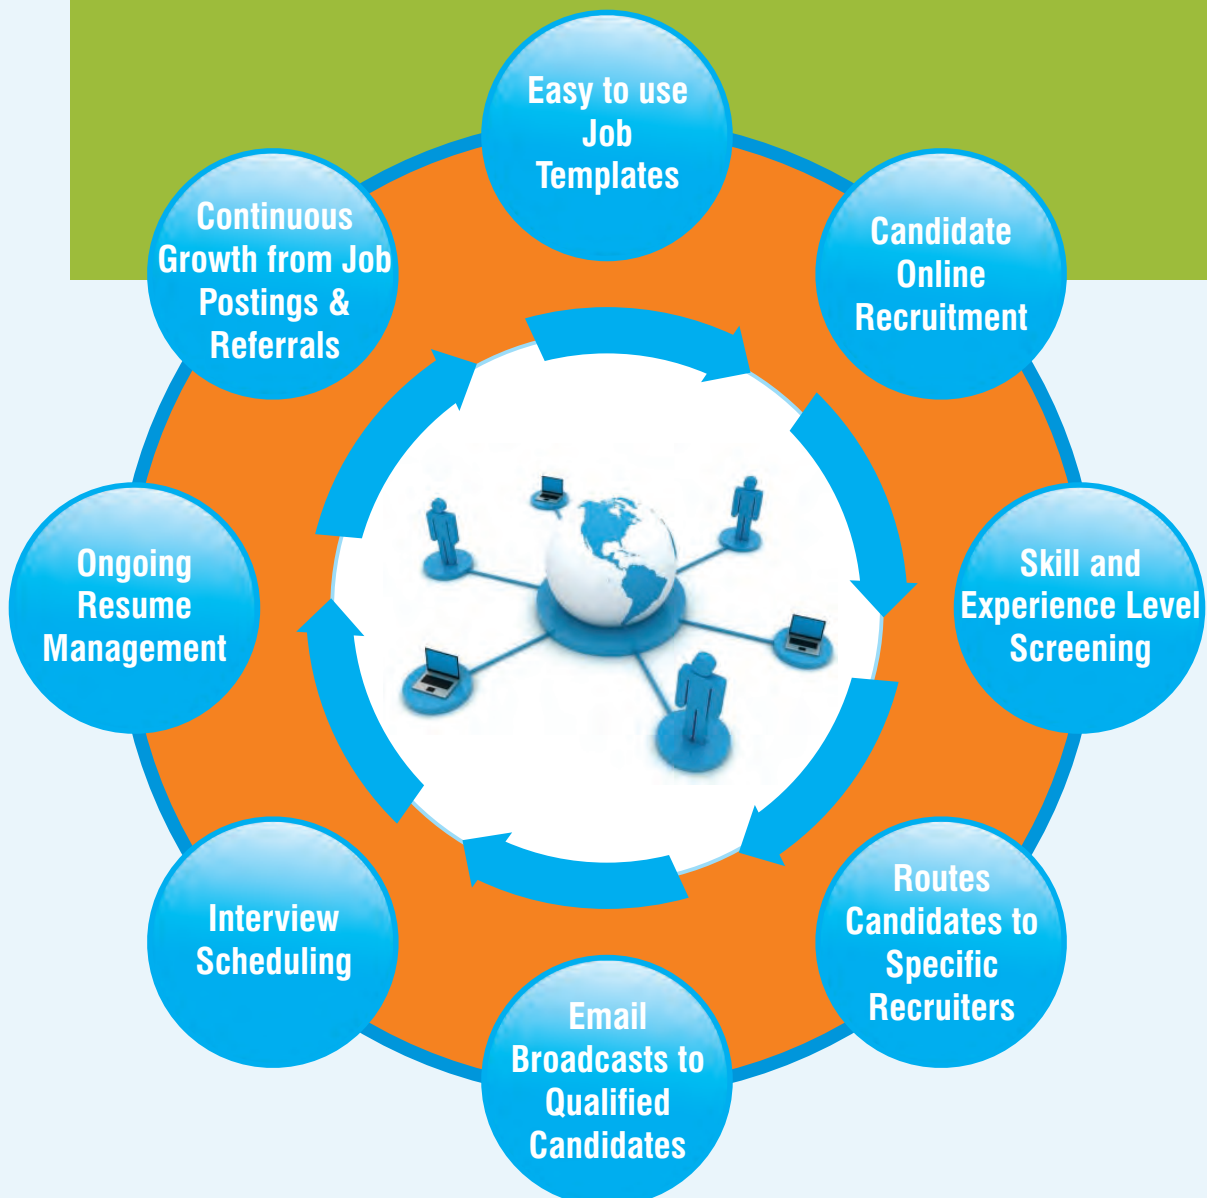 Easy to use
Job
Templates
Candidate
Online
Recruitment
Skill and
Experience Level
Screening
Routes
Candidates to
Specific
Recruiters
Email
Broadcasts to
Qualified
Candidates
Interview
Scheduling
Ongoing
Resume
Management
Continuous
Growth from Job
Postings &
Referrals